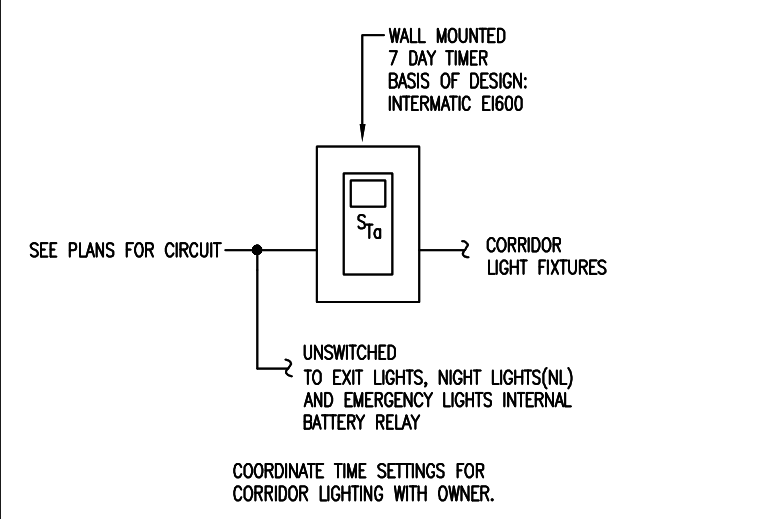 WALL MOUNTED
7 DAY TIMER
BASIS OF DESIGN:
INTERMATIC EI600
STa
SEE PLANS FOR CIRCUIT
CORRIDOR
LIGHT FIXTURES
UNSWITCHED
TO EXIT LIGHTS, NIGHT LIGHTS(NL)
AND EMERGENCY LIGHTS INTERNAL
BATTERY RELAY
COORDINATE TIME SETTINGS FOR
CORRIDOR LIGHTING WITH OWNER.